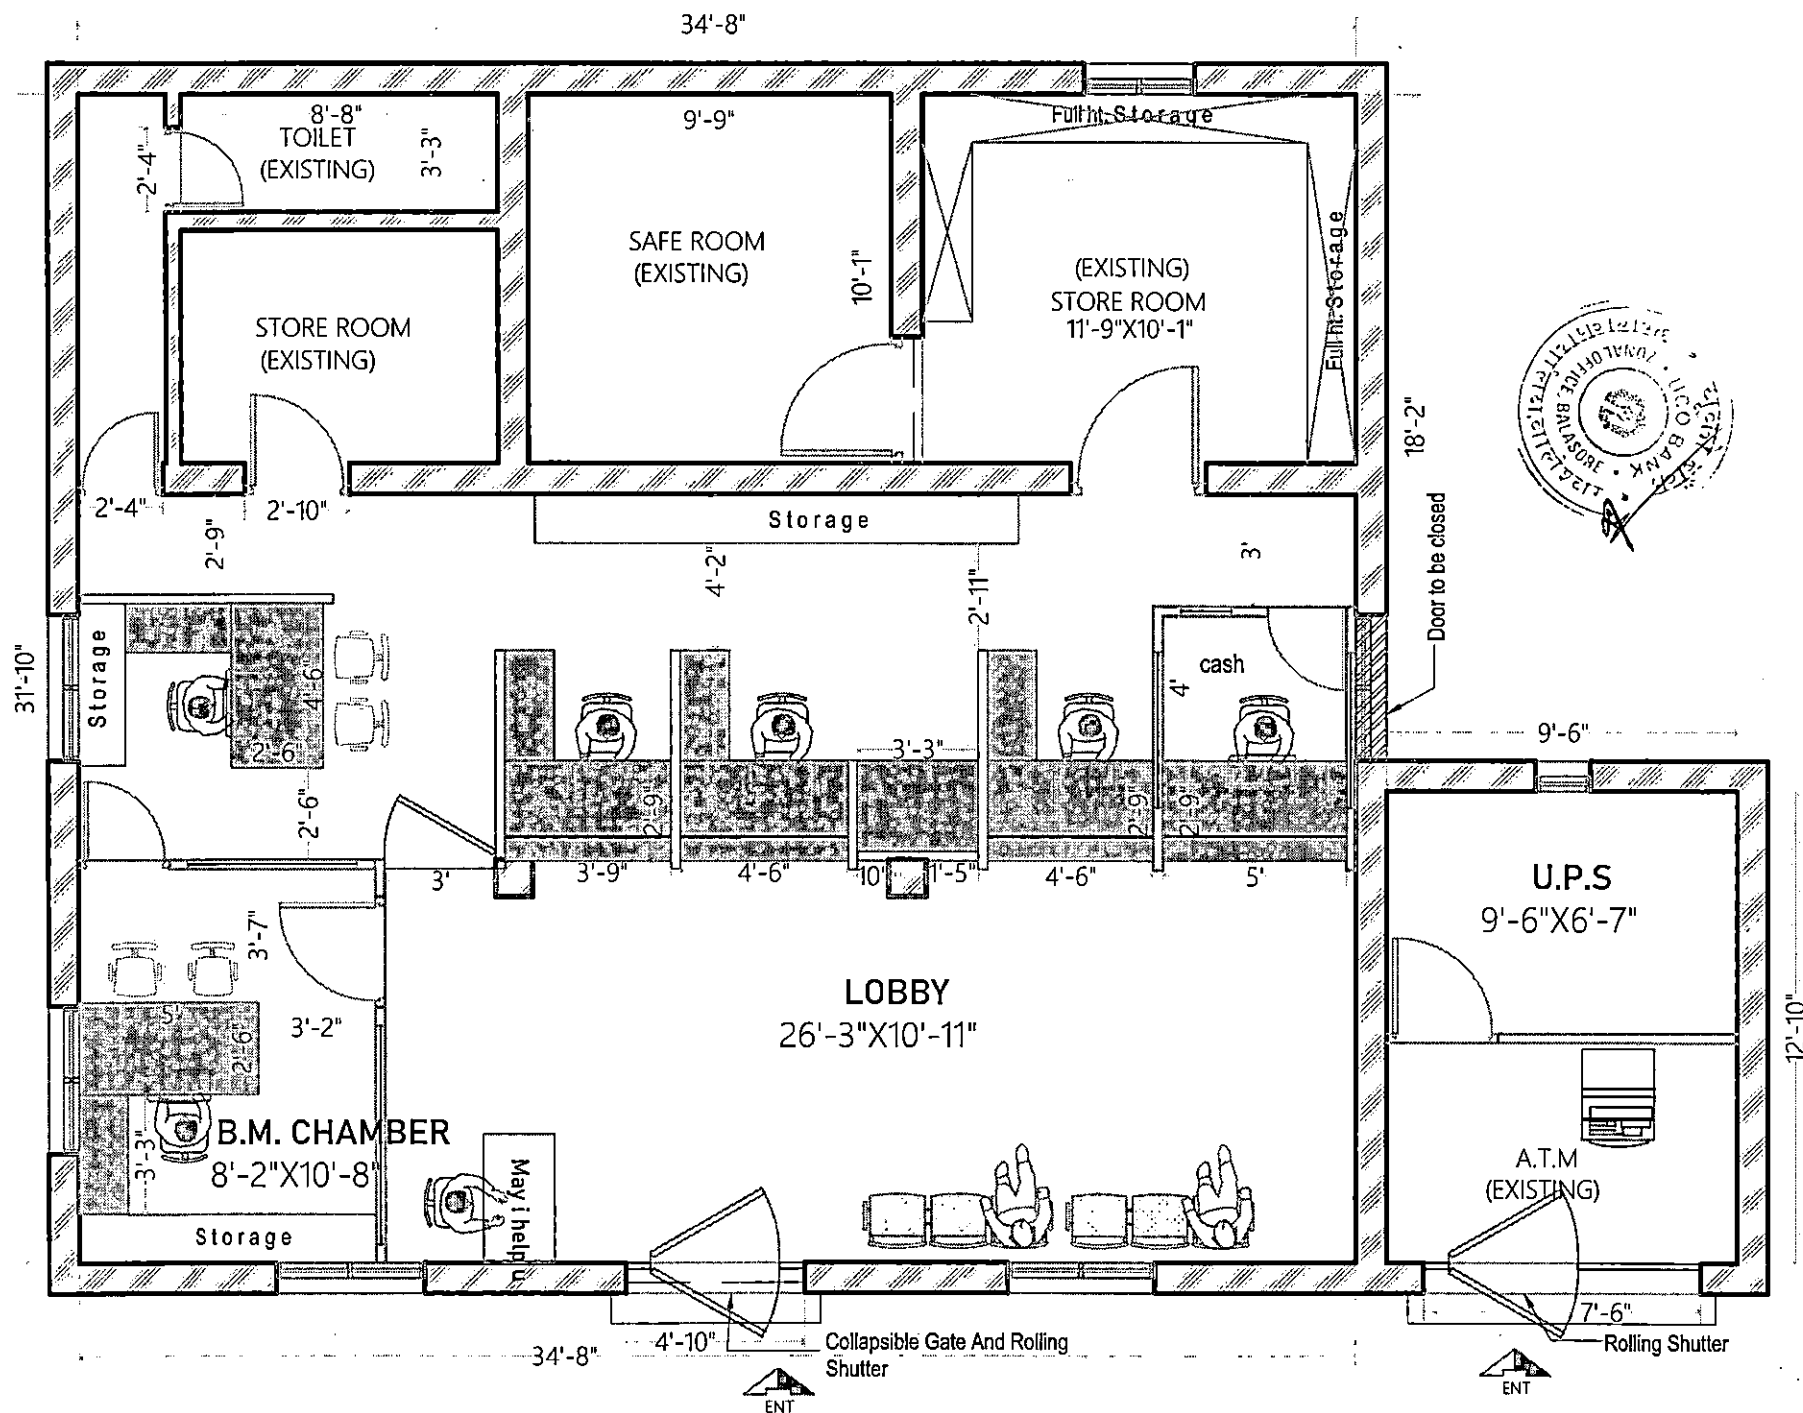 34'-8"
8'-8"
TOILET
(EXISTING)
3'-3"
2'-4"
9'-9"
SAFE ROOM
(EXISTING)
10'-1"
Full ht. Storage
Full ht. Storage
(EXISTING)
STORE ROOM
11'-9"X10'-1"
STORE ROOM
(EXISTING)
18'-2"
UCO BANK
ZONAL OFFICE, BALASORE
2'-4"
2'-10"
2'-9"
Storage
4'-2"
2'-11"
3'
Door to be closed
31'-10"
Storage
4'-6"
2'-6"
2'-6"
cash
4'
3'-3"
9'-6"
2'-9"
2'-9"
2'-9"
3'
3'-9"
4'-6"
10"
1'-5"
4'-6"
5'
U.P.S
9'-6"X6'-7"
3'-7"
5'
2'-6"
3'-2"
LOBBY
26'-3"X10'-11"
12'-10"
B.M. CHAMBER
8'-2"X10'-8"
3'-3"
Storage
May i help u
A.T.M
(EXISTING)
4'-10"
Collapsible Gate And Rolling
Shutter
34'-8"
ENT
7'-6"
Rolling Shutter
ENT